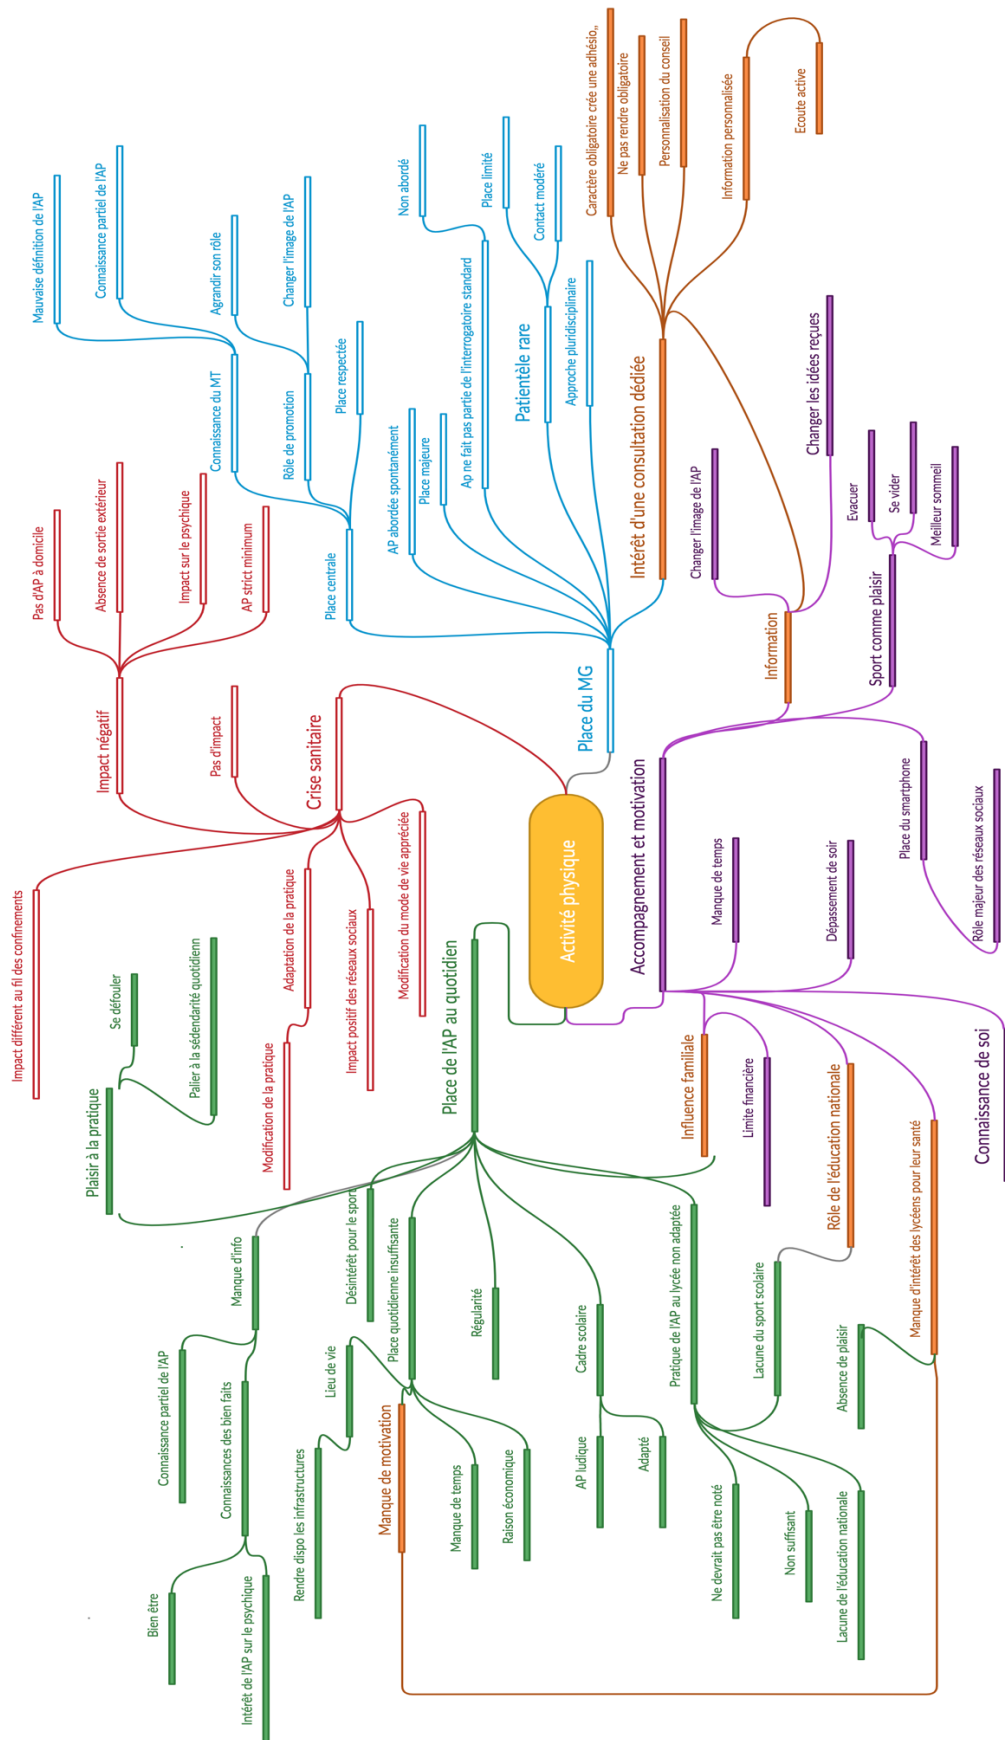 Activité physique
Crise sanitaire
Impact différent au fil des confinements
Impact négatif
Pas d'AP à domicile
Absence de sortie extérieur
Impact sur le psychique
AP strict minimum
Pas d'impact
Adaptation de la pratique
Modification de la pratique
Impact positif des réseaux sociaux
Modification du mode de vie appréciée
Place du MG
Place centrale
Connaissance du MT
Mauvaise définition de l'AP
Connaissance partiel de l'AP
Rôle de promotion
Agrandir son rôle
Changer l'image de l'AP
Place respectée
AP abordée spontanément
Place majeure
Ap ne fait pas partie de l'interrogatoire standard
Non abordé
Patientèle rare
Place limité
Contact modéré
Approche pluridisciplinaire
Intérêt d'une consultation dédiée
Caractère obligatoire crée une adhésio,,
Ne pas rendre obligatoire
Personnalisation du conseil
Information personnalisée
Ecoute active
Place de l'AP au quotidien
Plaisir à la pratique
Se défouler
Palier à la sédendarité quotidienn
Manque d'info
Connaissance partiel de l'AP
Connaissances des bien faits
Bien être
Intérêt de l'AP sur le psychique
Désintérêt pour le sport
Place quotidienne insuffisante
Lieu de vie
Rendre dispo les infrastructures
Manque de motivation
Manque de temps
Raison économique
Régularité
Cadre scolaire
AP ludique
Adapté
Pratique de l'AP au lycée non adaptée
Ne devrait pas être noté
Non suffisant
Lacune de l'éducation nationale
Lacune du sport scolaire
Accompagnement et motivation
Information
Changer l'image de l'AP
Changer les idées reçues
Sport comme plaisir
Evacuer
Se vider
Meilleur sommeil
Place du smartphone
Rôle majeur des réseaux sociaux
Manque de temps
Dépassement de soir
Influence familiale
Limite financière
Rôle de l'éducation nationale
Manque d'intérêt des lycéens pour leur santé
Absence de plaisir
Connaissance de soi